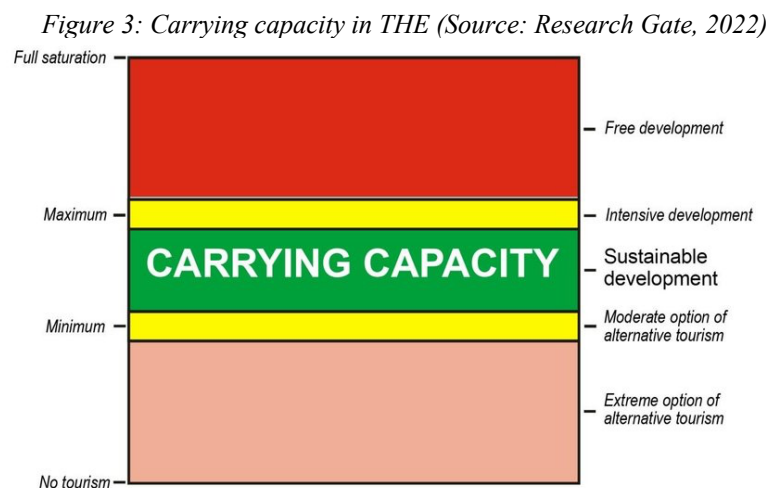 Figure 3: Carrying capacity in THE (Source: Research Gate, 2022)
Full saturation
Free development
Maximum
Intensive development
CARRYING CAPACITY
Sustainable
development
Minimum
Moderate option of
alternative tourism
Extreme option of
alternative tourism
No tourism